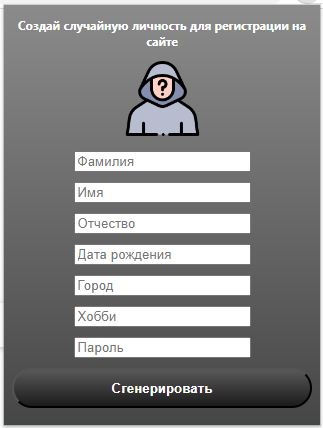 Создай случайную личность для регистрации на
сайте
?
Фамилия
Имя
Отчество
Дата рождения
Город
Хобби
Пароль
Сгенерировать